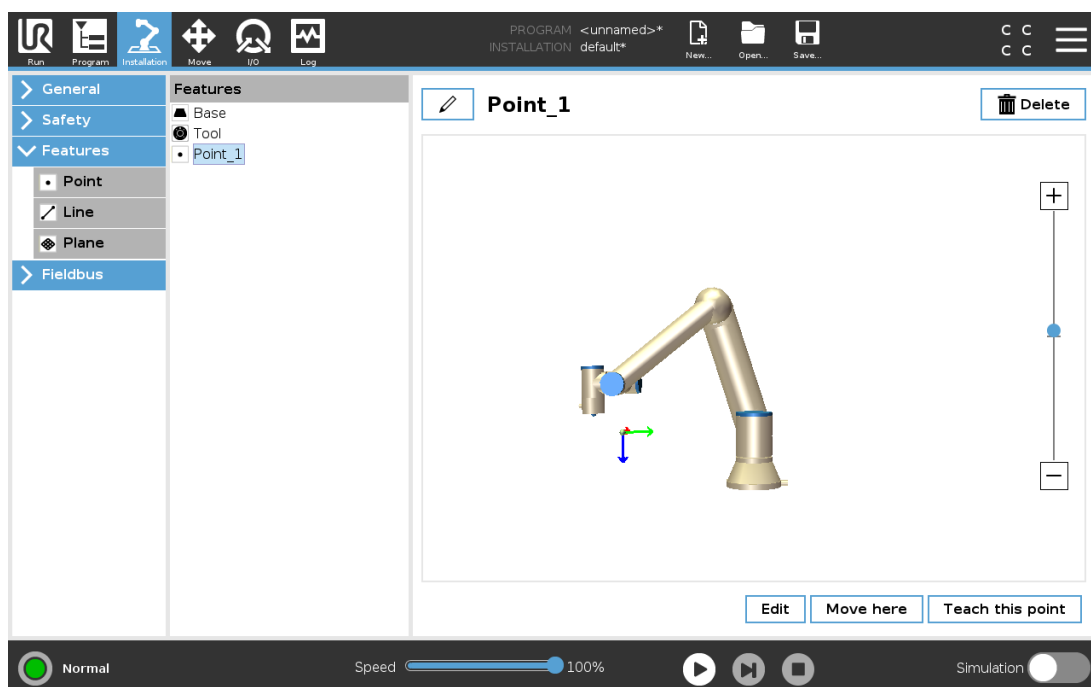 PROGRAM <unnamed>*
INSTALLATION default*
UR
Run
Program
Installation
Move
I/O
Log
New...
Open...
Save...
C C
C C
General
Safety
Features
Point
Line
Plane
Fieldbus
Features
Base
Tool
Point_1
Point_1
Delete
+
−
Edit
Move here
Teach this point
Normal
Speed
100%
Simulation